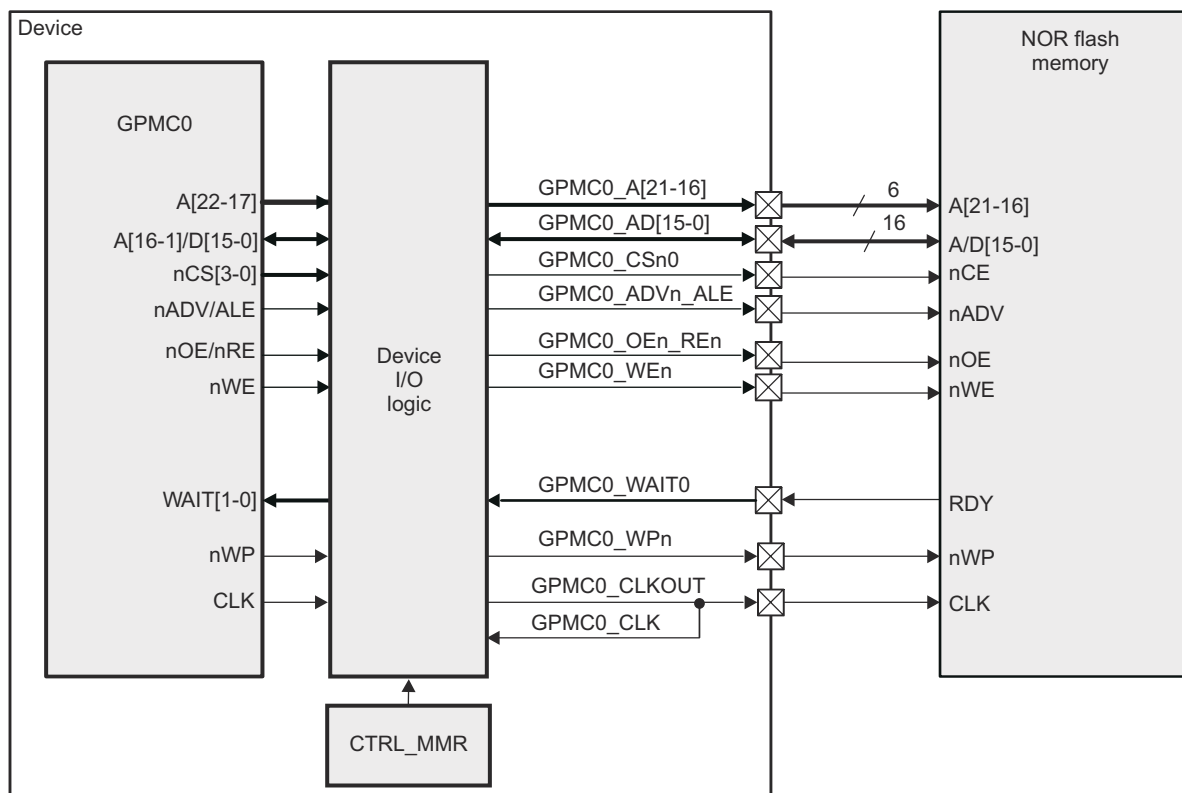 Device
NOR flash
memory
GPMC0
A[22-17]
GPMC0_A[21-16]
6
A[21-16]
A[16-1]/D[15-0]
GPMC0_AD[15-0]
16
A/D[15-0]
nCS[3-0]
GPMC0_CSn0
nCE
nADV/ALE
GPMC0_ADVn_ALE
nADV
nOE/nRE
GPMC0_OEn_REn
nOE
nWE
GPMC0_WEn
nWE
Device
I/O
logic
WAIT[1-0]
GPMC0_WAIT0
RDY
nWP
GPMC0_WPn
nWP
CLK
GPMC0_CLKOUT
CLK
GPMC0_CLK
CTRL_MMR